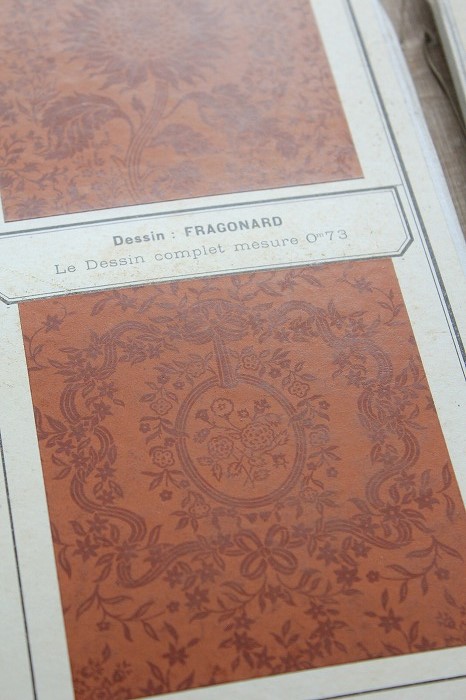 Dessin : FRAGONARD
Le Dessin complet mesure 0ᵐ73